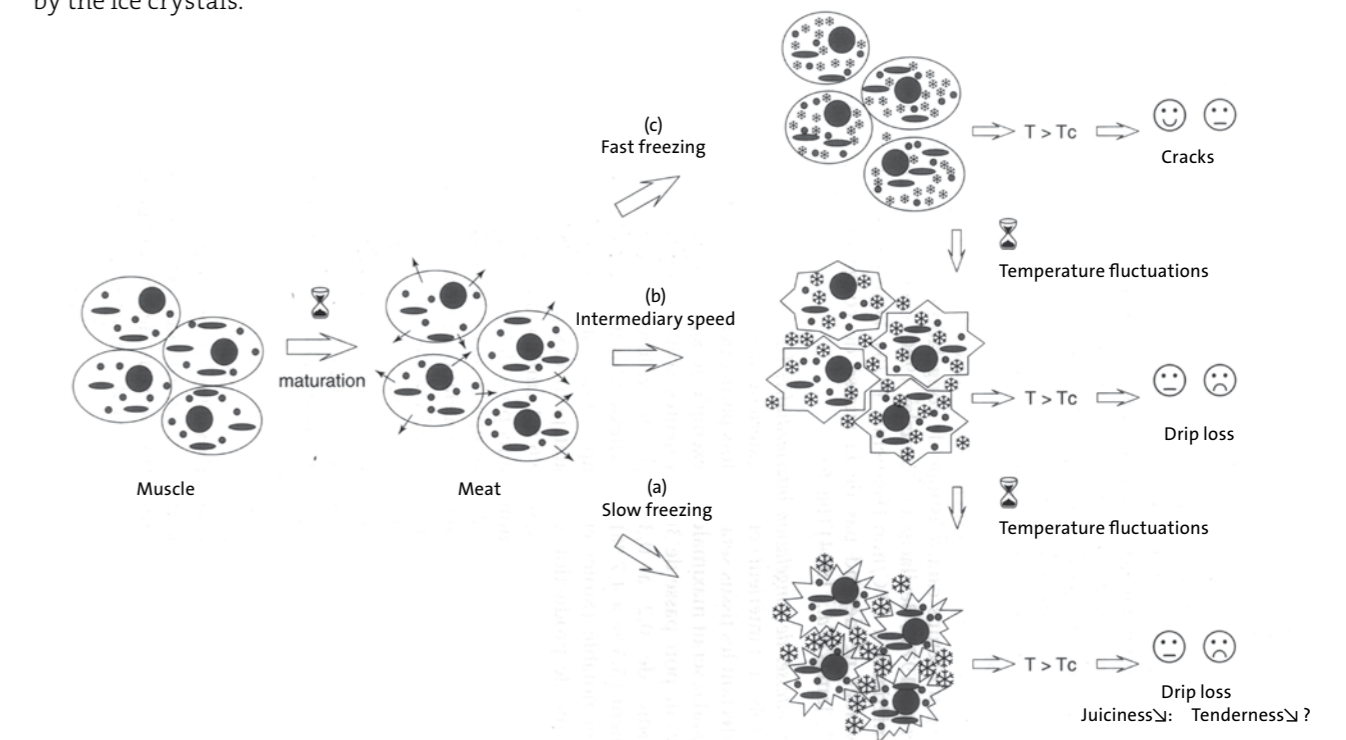 by the ice crystals.
(c)
Fast freezing
T > Tc
Cracks
Temperature fluctuations
(b)
Intermediary speed
maturation
T > Tc
Drip loss
Muscle
Meat
(a)
Slow freezing
Temperature fluctuations
T > Tc
Drip loss
Juiciness↘: Tenderness↘ ?